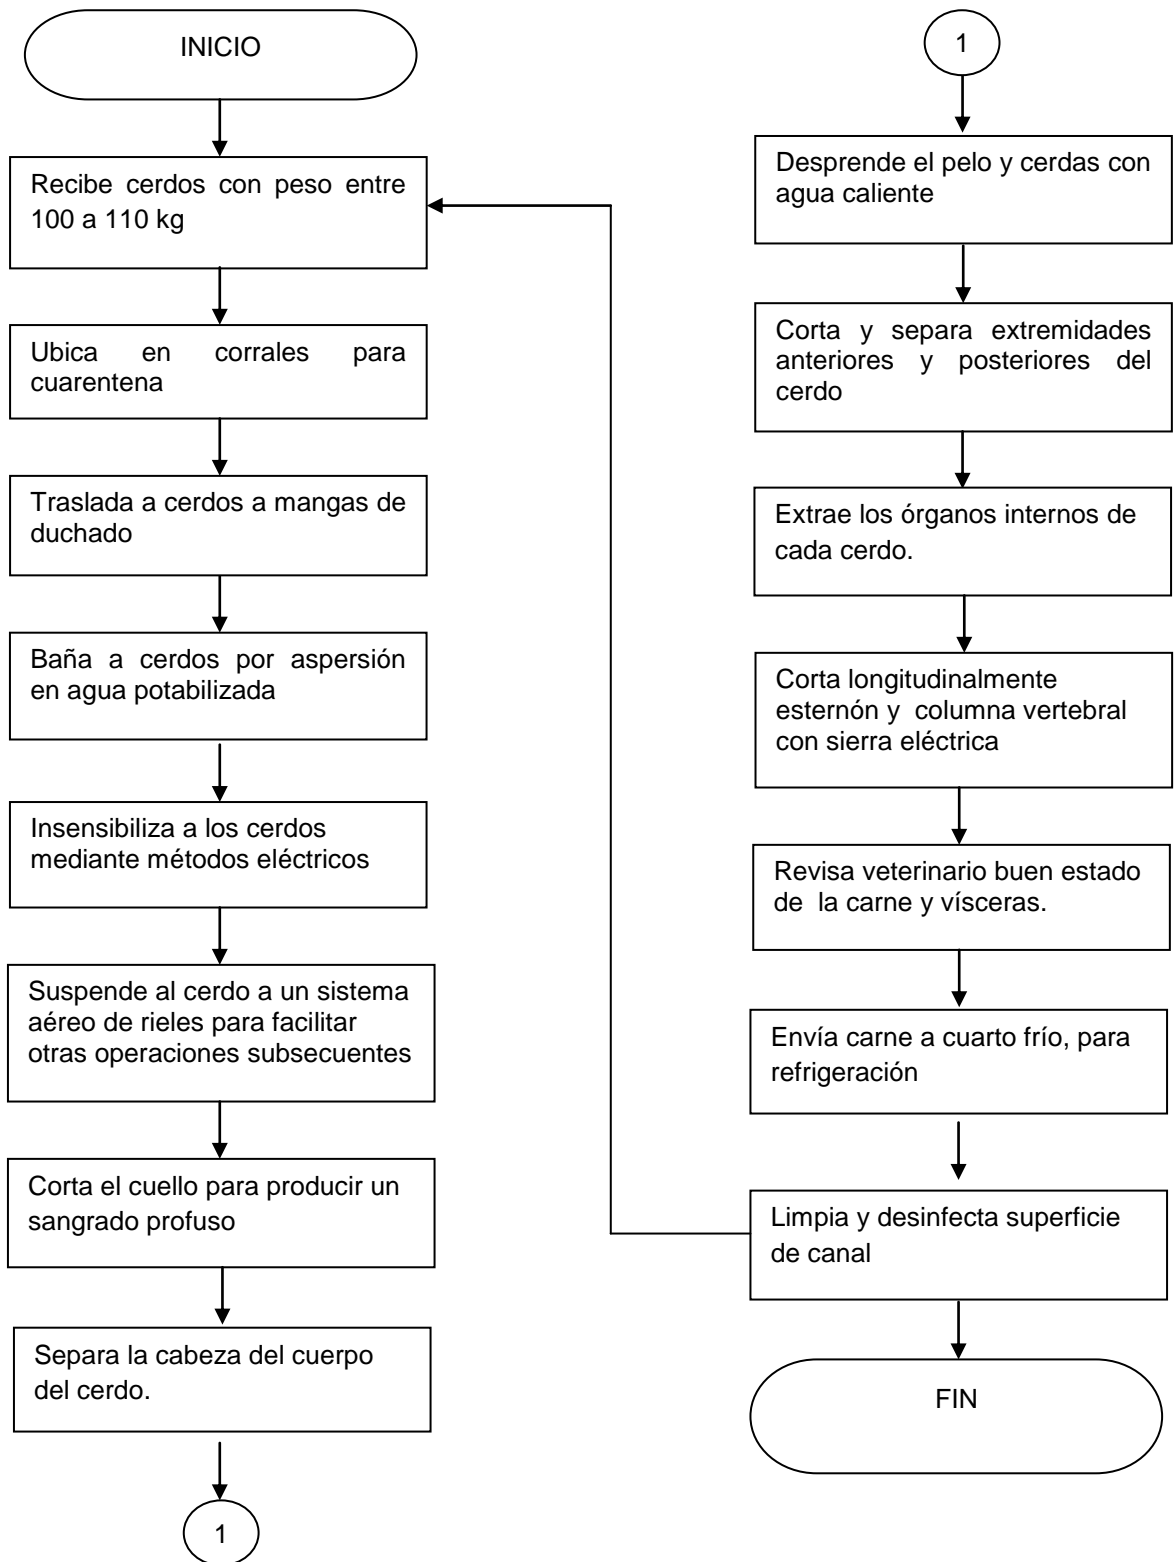 INICIO
Recibe cerdos con peso entre
100 a 110 kg
Ubica en corrales para
cuarentena
Traslada a cerdos a mangas de
duchado
Baña a cerdos por aspersión
en agua potabilizada
Insensibiliza a los cerdos
mediante métodos eléctricos
Suspende al cerdo a un sistema
aéreo de rieles para facilitar
otras operaciones subsecuentes
Corta el cuello para producir un
sangrado profuso
Separa la cabeza del cuerpo
del cerdo.
1
1
Desprende el pelo y cerdas con
agua caliente
Corta y separa extremidades
anteriores y posteriores del
cerdo
Extrae los órganos internos de
cada cerdo.
Corta longitudinalmente
esternón y columna vertebral
con sierra eléctrica
Revisa veterinario buen estado
de la carne y vísceras.
Envía carne a cuarto frío, para
refrigeración
Limpia y desinfecta superficie
de canal
FIN